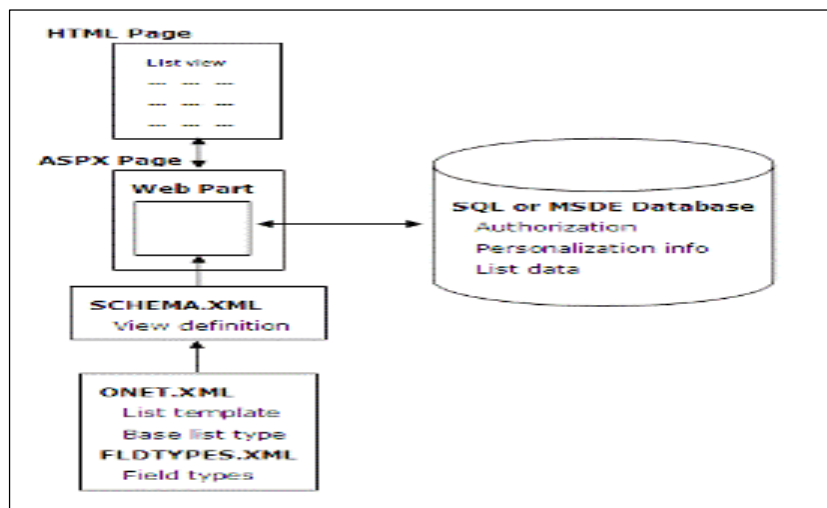 HTML Page
List view
ASPX Page
Web Part
SQL or MSDE Database
Authorization
Personalization info
List data
SCHEMA.XML
View definition
ONET.XML
List template
Base list type
FLDTYPES.XML
Field types